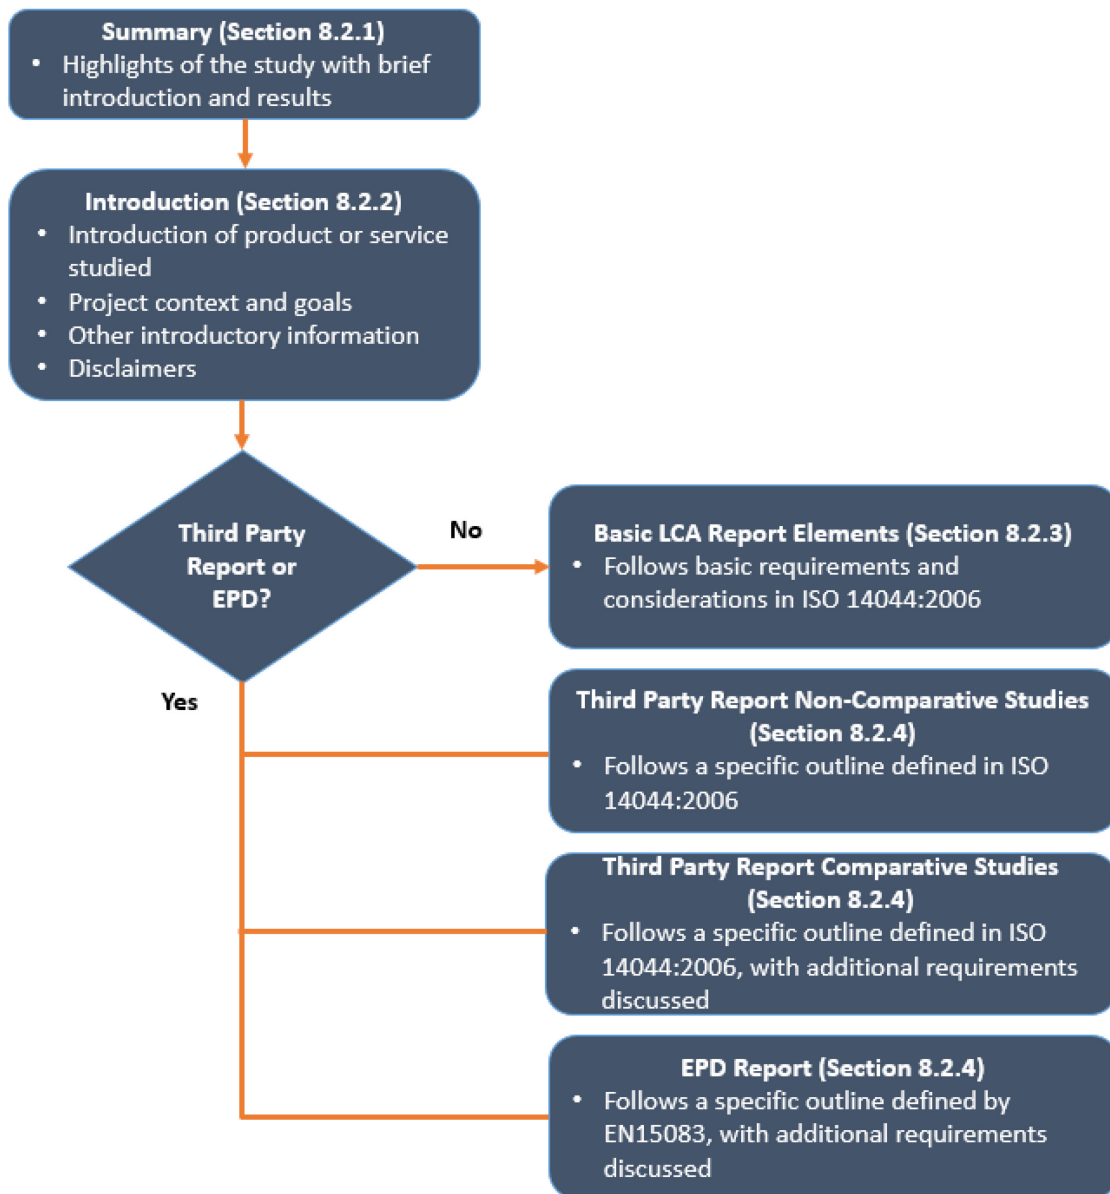 Summary (Section 8.2.1)
• Highlights of the study with brief
introduction and results
Introduction (Section 8.2.2)
• Introduction of product or service
studied
• Project context and goals
• Other introductory information
• Disclaimers
Third Party
Report or
EPD?
No
Yes
Basic LCA Report Elements (Section 8.2.3)
• Follows basic requirements and
considerations in ISO 14044:2006
Third Party Report Non-Comparative Studies
(Section 8.2.4)
• Follows a specific outline defined in ISO
14044:2006
Third Party Report Comparative Studies
(Section 8.2.4)
• Follows a specific outline defined in ISO
14044:2006, with additional requirements
discussed
EPD Report (Section 8.2.4)
• Follows a specific outline defined by
EN15083, with additional requirements
discussed